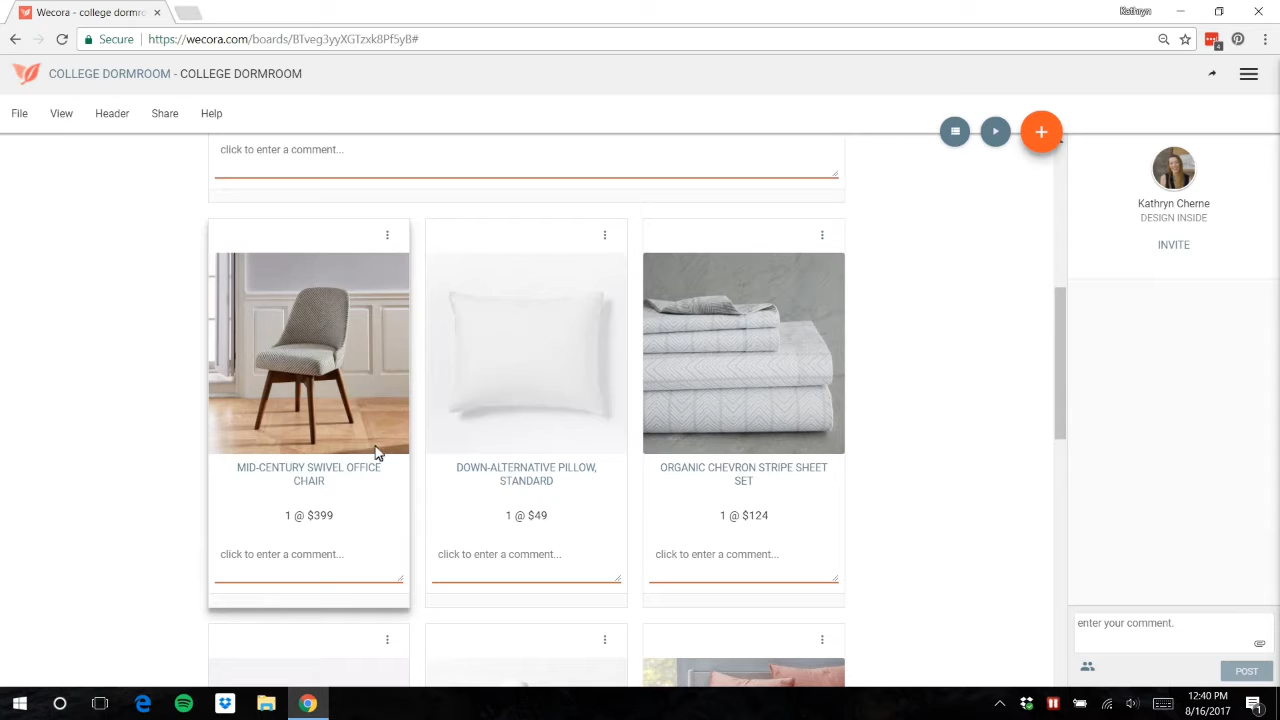 Wecora - college dormro
Kathryn
Secure https://wecora.com/boards/BTveg3yyXGTzxk8Pf5yB#
4
COLLEGE DORMROOM - COLLEGE DORMROOM
File View Header Share Help
click to enter a comment...
Kathryn Cherne
DESIGN INSIDE
INVITE
MID-CENTURY SWIVEL OFFICE
CHAIR
1 @ $399
click to enter a comment...
DOWN-ALTERNATIVE PILLOW,
STANDARD
1 @ $49
click to enter a comment...
ORGANIC CHEVRON STRIPE SHEET
SET
1 @ $124
click to enter a comment...
enter your comment.
POST
12:40 PM
8/16/2017